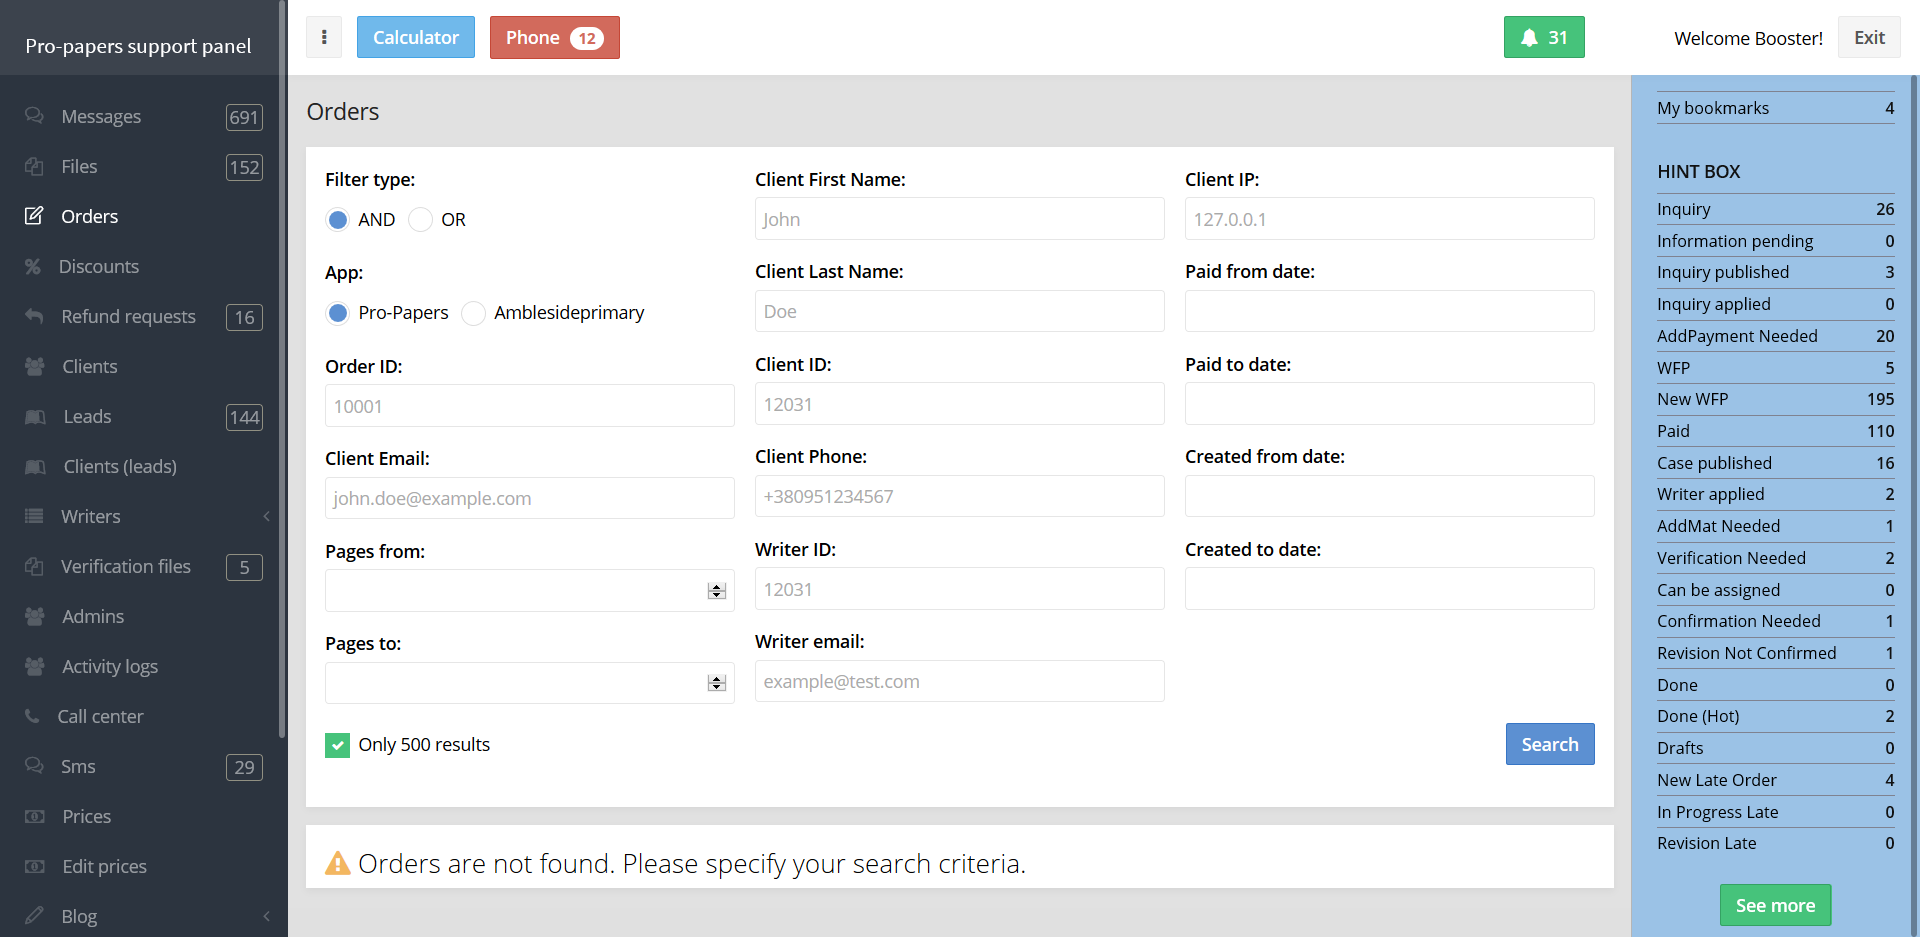 Pro-papers support panel
Calculator
Phone 12
31
Welcome Booster!
Exit
Messages 691
Files 152
Orders
Discounts
Refund requests 16
Clients
Leads 144
Clients (leads)
Writers
Verification files 5
Admins
Activity logs
Call center
Sms 29
Prices
Edit prices
Blog
Orders
Filter type:
AND OR
App:
Pro-Papers Amblesideprimary
Order ID:
10001
Client Email:
john.doe@example.com
Pages from:
Pages to:
Only 500 results
Client First Name:
John
Client Last Name:
Doe
Client ID:
12031
Client Phone:
+380951234567
Writer ID:
12031
Writer email:
example@test.com
Client IP:
127.0.0.1
Paid from date:
Paid to date:
Created from date:
Created to date:
Search
Orders are not found. Please specify your search criteria.
My bookmarks 4
HINT BOX
Inquiry 26
Information pending 0
Inquiry published 3
Inquiry applied 0
AddPayment Needed 20
WFP 5
New WFP 195
Paid 110
Case published 16
Writer applied 2
AddMat Needed 1
Verification Needed 2
Can be assigned 0
Confirmation Needed 1
Revision Not Confirmed 1
Done 0
Done (Hot) 2
Drafts 0
New Late Order 4
In Progress Late 0
Revision Late 0
See more